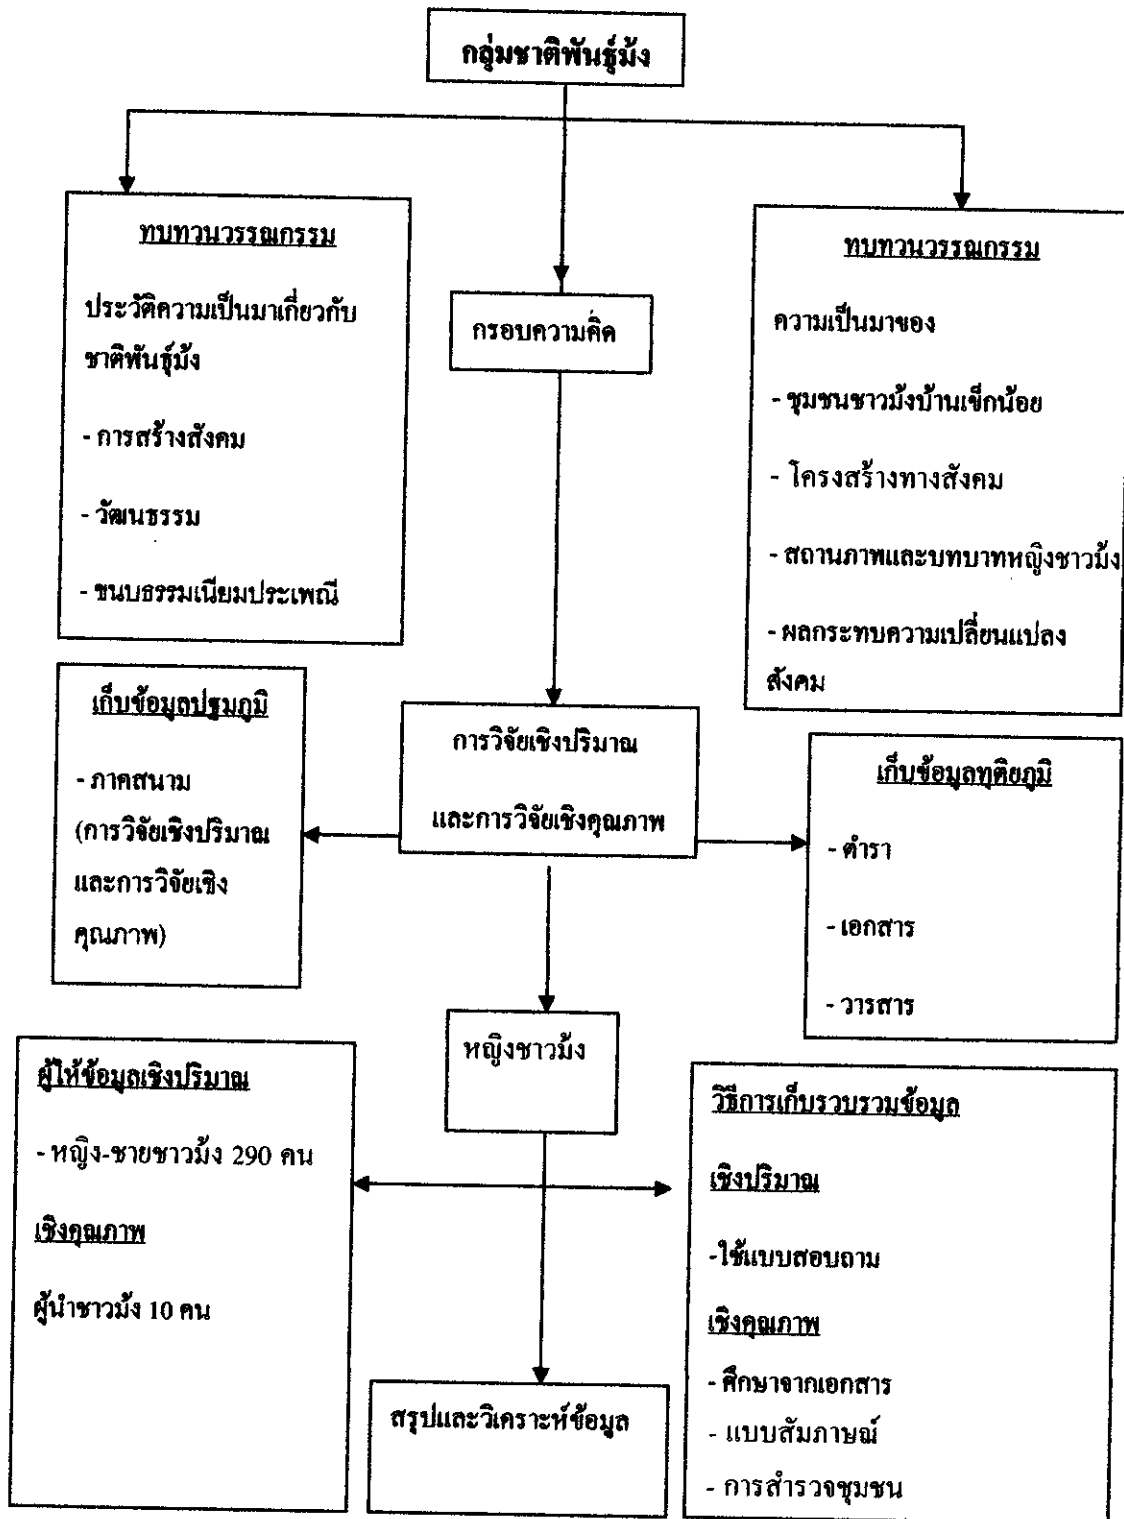 กลุ่มชาติพันธุ์ม้ง
ทบทวนวรรณกรรม
ประวัติความเป็นมาเกี่ยวกับ
ชาติพันธุ์ม้ง
- การสร้างสังคม
- วัฒนธรรม
- ขนบธรรมเนียมประเพณี
กรอบความคิด
ทบทวนวรรณกรรม
ความเป็นมาของ
- ชุมชนชาวม้งบ้านเข็กน้อย
- โครงสร้างทางสังคม
- สถานภาพและบทบาทหญิงชาวม้ง
- ผลกระทบความเปลี่ยนแปลง
สังคม
เก็บข้อมูลปฐมภูมิ
- ภาคสนาม
(การวิจัยเชิงปริมาณ
และการวิจัยเชิง
คุณภาพ)
การวิจัยเชิงปริมาณ
และการวิจัยเชิงคุณภาพ
เก็บข้อมูลทุติยภูมิ
- ตำรา
- เอกสาร
- วารสาร
หญิงชาวม้ง
ผู้ให้ข้อมูลเชิงปริมาณ
- หญิง-ชายชาวม้ง 290 คน
เชิงคุณภาพ
ผู้นำชาวม้ง 10 คน
วิธีการเก็บรวบรวมข้อมูล
เชิงปริมาณ
-ใช้แบบสอบถาม
เชิงคุณภาพ
- ศึกษาจากเอกสาร
- แบบสัมภาษณ์
- การสำรวจชุมชน
สรุปและวิเคราะห์ข้อมูล